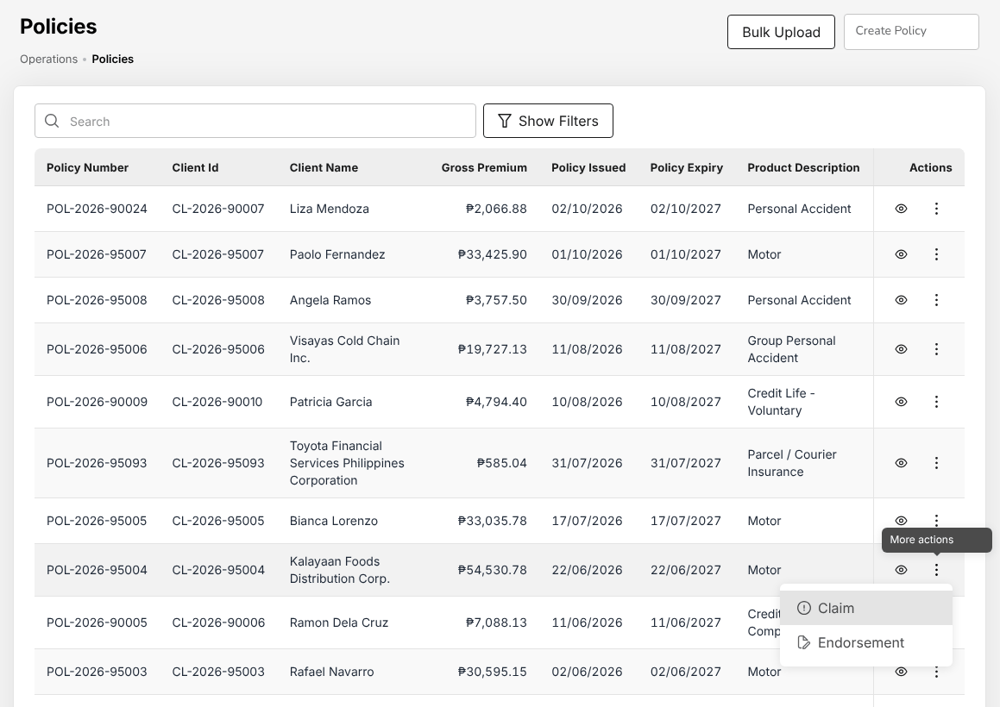 Policies
Bulk Upload
Create Policy
Operations • Policies
Search
Show Filters
Policy Number Client Id Client Name Gross Premium Policy Issued Policy Expiry Product Description Actions
POL-2026-90024 CL-2026-90007 Liza Mendoza ₱2,066.88 02/10/2026 02/10/2027 Personal Accident
POL-2026-95007 CL-2026-95007 Paolo Fernandez ₱33,425.90 01/10/2026 01/10/2027 Motor
POL-2026-95008 CL-2026-95008 Angela Ramos ₱3,757.50 30/09/2026 30/09/2027 Personal Accident
Visayas Cold Chain Group Personal
POL-2026-95006 CL-2026-95006 ₱19,727.13 11/08/2026 11/08/2027
Inc. Accident
Credit Life -
POL-2026-90009 CL-2026-90010 Patricia Garcia ₱4,794.40 10/08/2026 10/08/2027
Voluntary
Toyota Financial
Parcel / Courier
POL-2026-95093 CL-2026-95093 Services Philippines ₱585.04 31/07/2026 31/07/2027
Insurance
Corporation
POL-2026-95005 CL-2026-95005 Bianca Lorenzo ₱33,035.78 17/07/2026 17/07/2027 Motor
More actions
Kalayaan Foods
POL-2026-95004 CL-2026-95004 ₱54,530.78 22/06/2026 22/06/2027 Motor
Distribution Corp.
Claim
Credit
POL-2026-90005 CL-2026-90006 Ramon Dela Cruz ₱7,088.13 11/06/2026 11/06/2027
Comp
Endorsement
POL-2026-95003 CL-2026-95003 Rafael Navarro ₱30,595.15 02/06/2026 02/06/2027 Motor